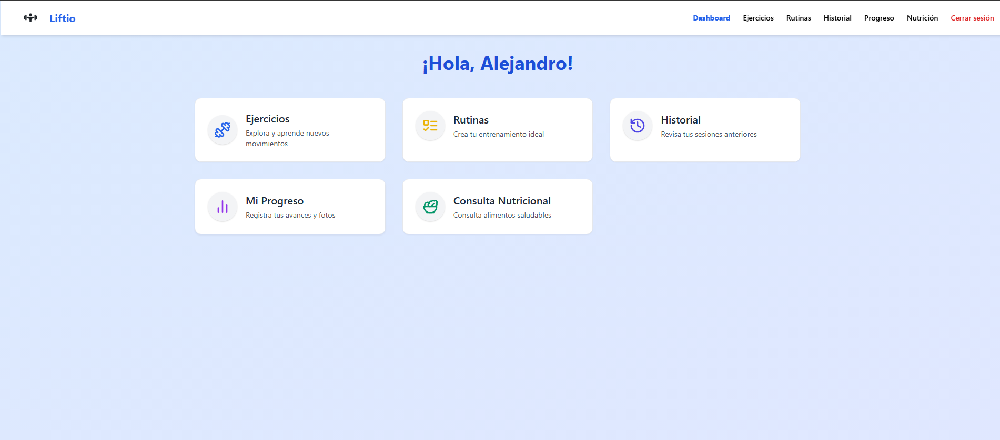 Liftio
Dashboard Ejercicios Rutinas Historial Progreso Nutrición Cerrar sesión
¡Hola, Alejandro!
Ejercicios
Explora y aprende nuevos
movimientos
Rutinas
Crea tu entrenamiento ideal
Historial
Revisa tus sesiones anteriores
Mi Progreso
Registra tus avances y fotos
Consulta Nutricional
Consulta alimentos saludables